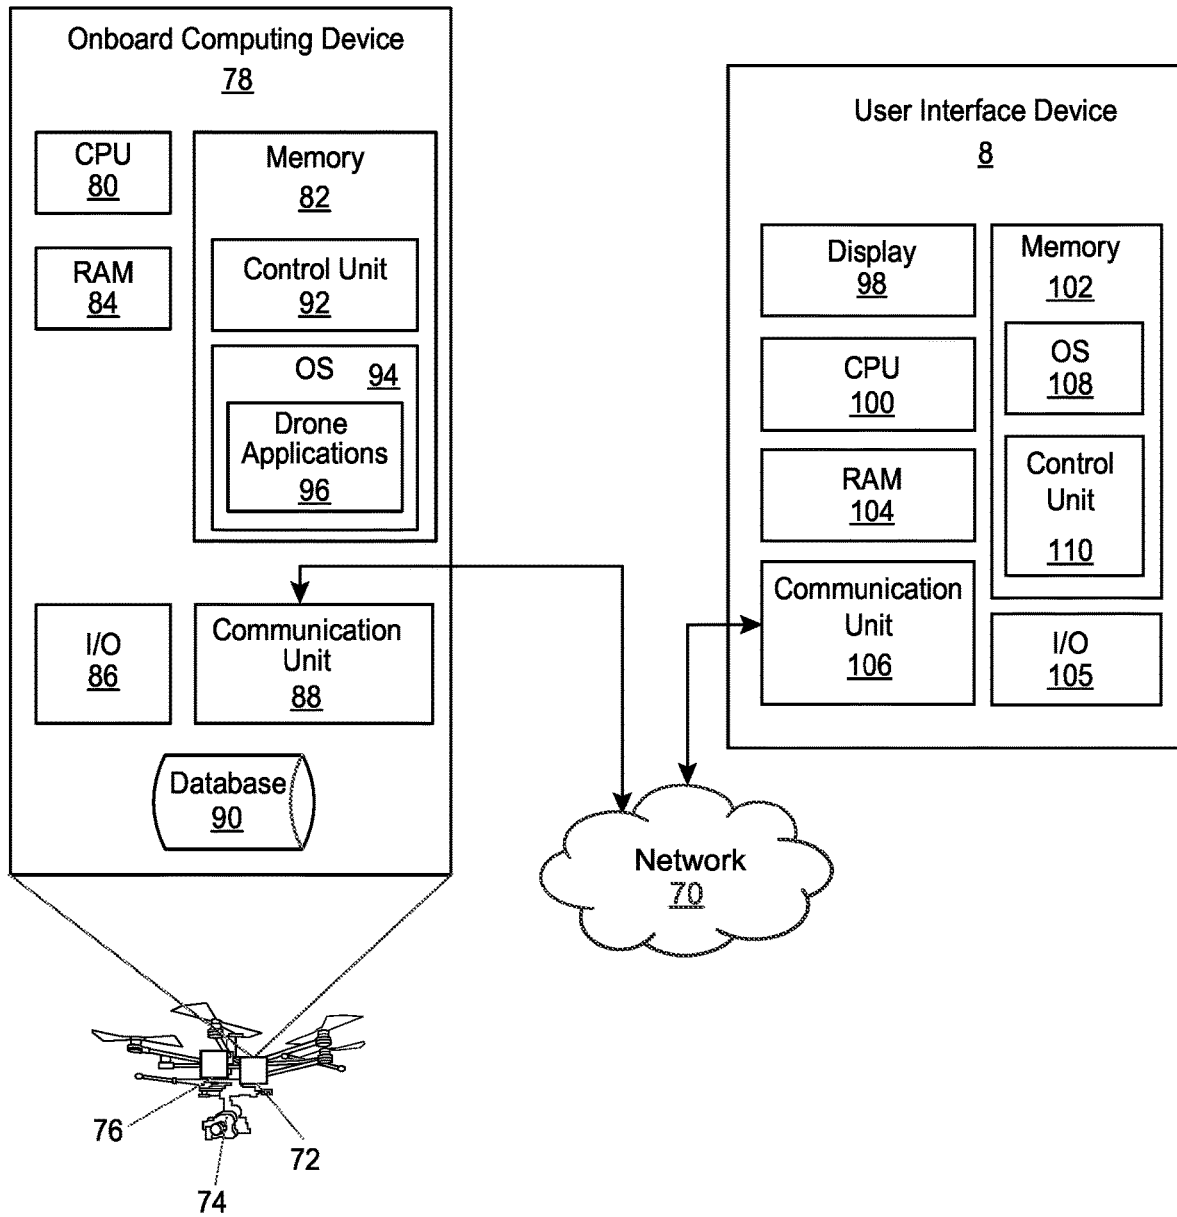 Onboard Computing Device
78
CPU
80
RAM
84
Memory
82
Control Unit
92
OS
94
Drone
Applications
96
I/O
86
Communication
Unit
88
Database
90
User Interface Device
8
Display
98
CPU
100
RAM
104
Communication
Unit
106
Memory
102
OS
108
Control
Unit
110
I/O
105
Network
70
76
74
72